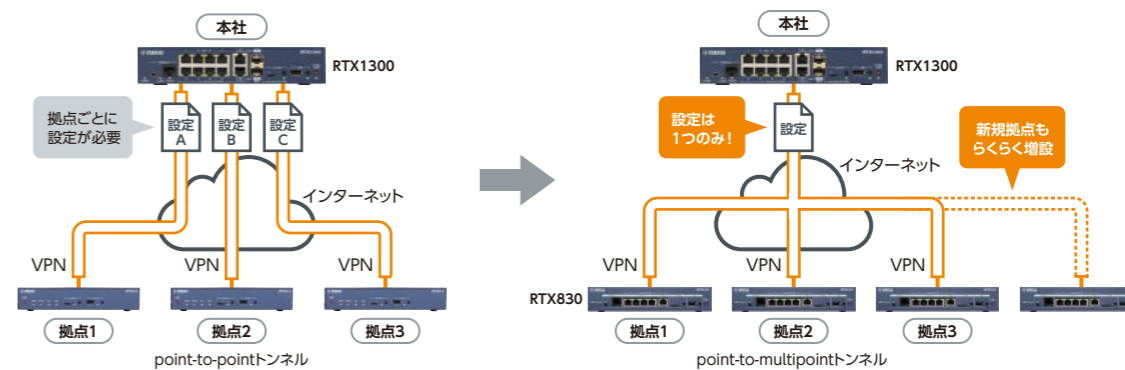 本社
RTX1300
拠点ごとに
設定が必要
設定
A
設定
B
設定
C
インターネット
VPN
VPN
VPN
拠点1
拠点2
拠点3
point-to-pointトンネル
本社
RTX1300
設定は
1つのみ!
設定
新規拠点も
らくらく増設
インターネット
VPN
VPN
VPN
RTX830
拠点1
拠点2
拠点3
point-to-multipointトンネル